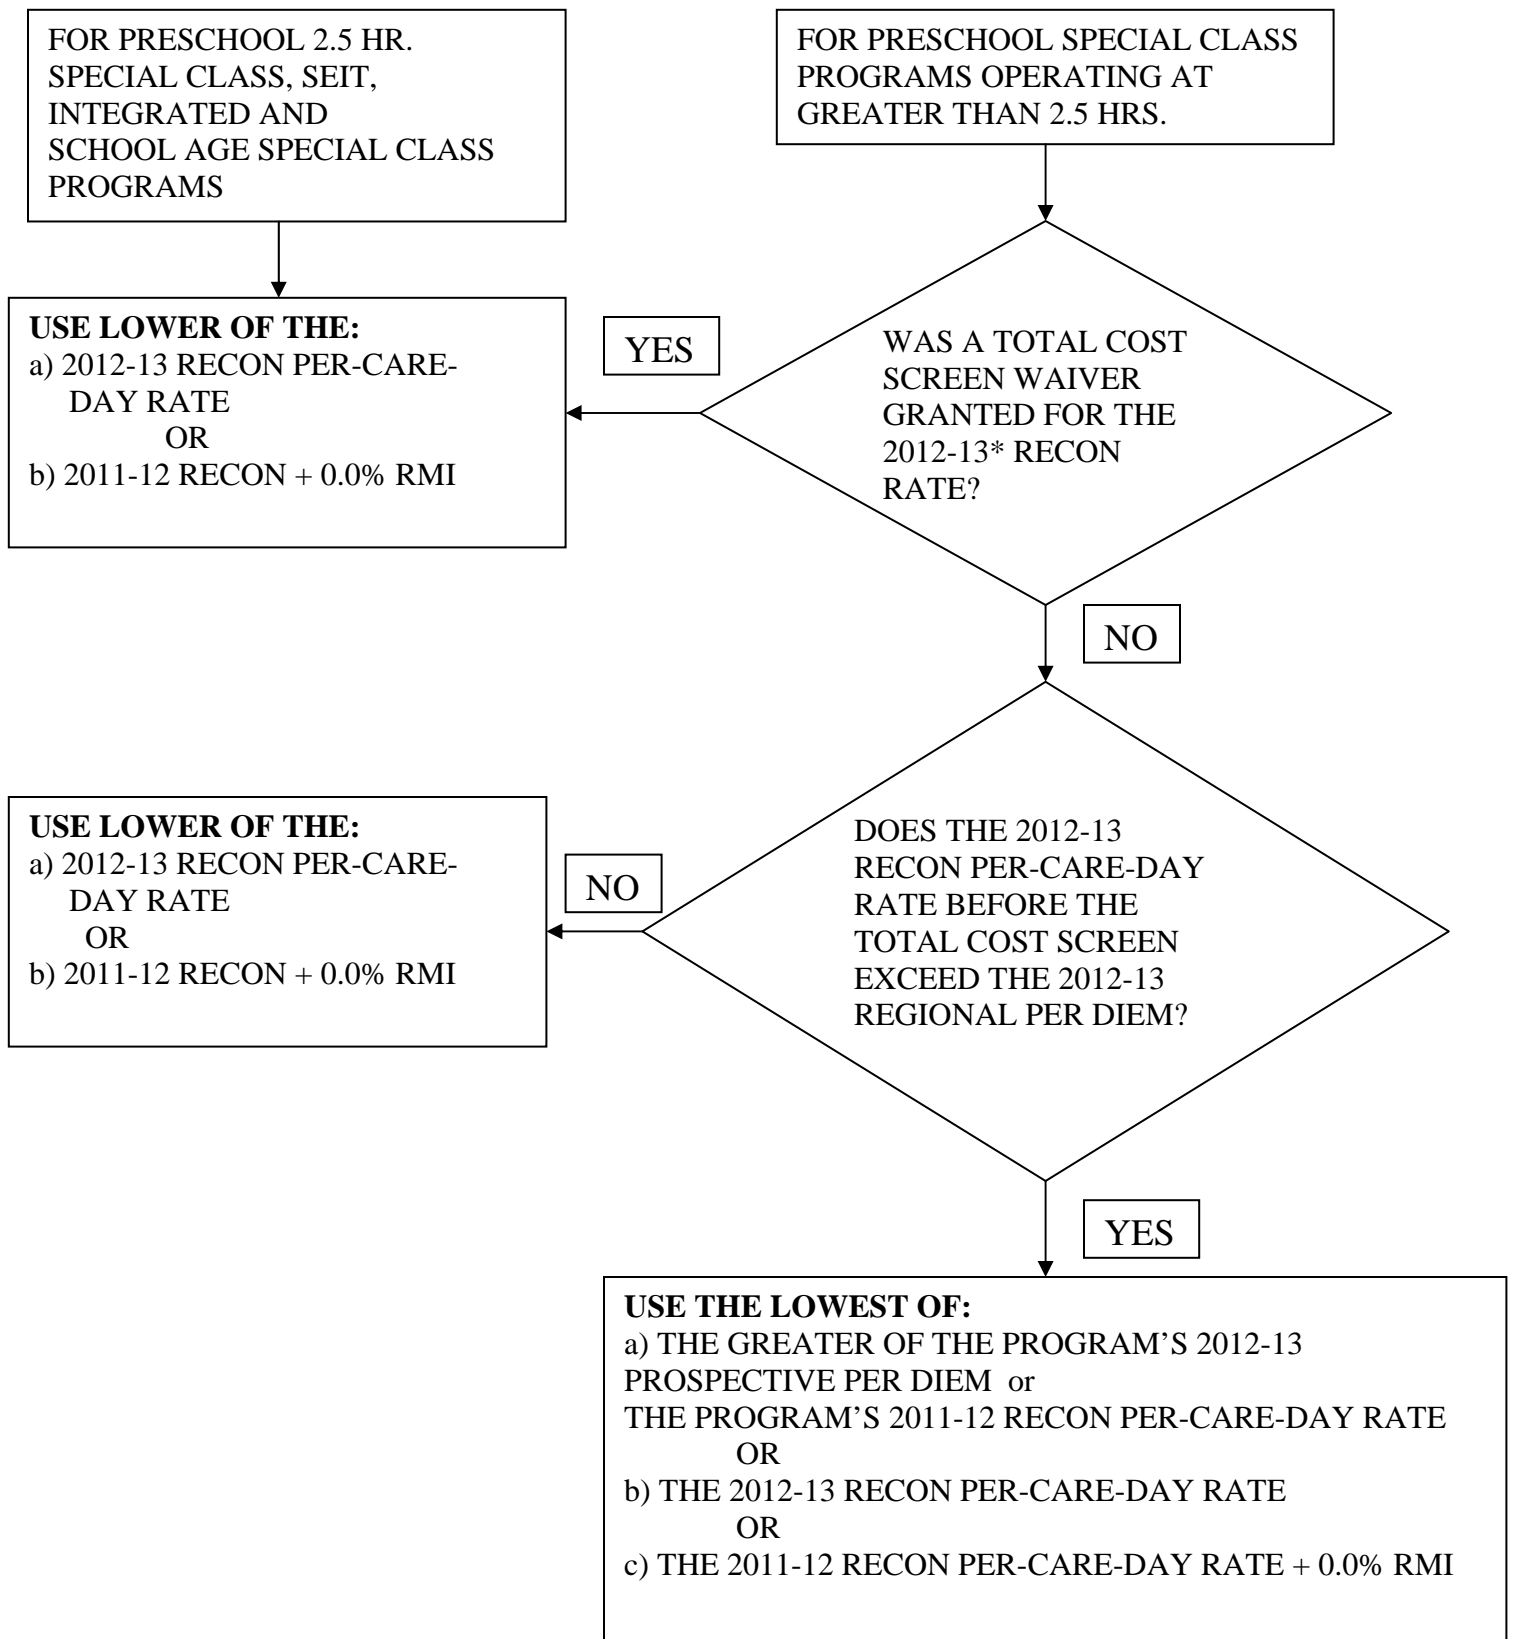 FOR PRESCHOOL 2.5 HR.
SPECIAL CLASS, SEIT,
INTEGRATED AND
SCHOOL AGE SPECIAL CLASS
PROGRAMS
FOR PRESCHOOL SPECIAL CLASS
PROGRAMS OPERATING AT
GREATER THAN 2.5 HRS.
USE LOWER OF THE:
a) 2012-13 RECON PER-CARE-
DAY RATE
OR
b) 2011-12 RECON + 0.0% RMI
YES
WAS A TOTAL COST
SCREEN WAIVER
GRANTED FOR THE
2012-13* RECON
RATE?
NO
USE LOWER OF THE:
a) 2012-13 RECON PER-CARE-
DAY RATE
OR
b) 2011-12 RECON + 0.0% RMI
NO
DOES THE 2012-13
RECON PER-CARE-DAY
RATE BEFORE THE
TOTAL COST SCREEN
EXCEED THE 2012-13
REGIONAL PER DIEM?
YES
USE THE LOWEST OF:
a) THE GREATER OF THE PROGRAM’S 2012-13
PROSPECTIVE PER DIEM or
THE PROGRAM’S 2011-12 RECON PER-CARE-DAY RATE
OR
b) THE 2012-13 RECON PER-CARE-DAY RATE
OR
c) THE 2011-12 RECON PER-CARE-DAY RATE + 0.0% RMI